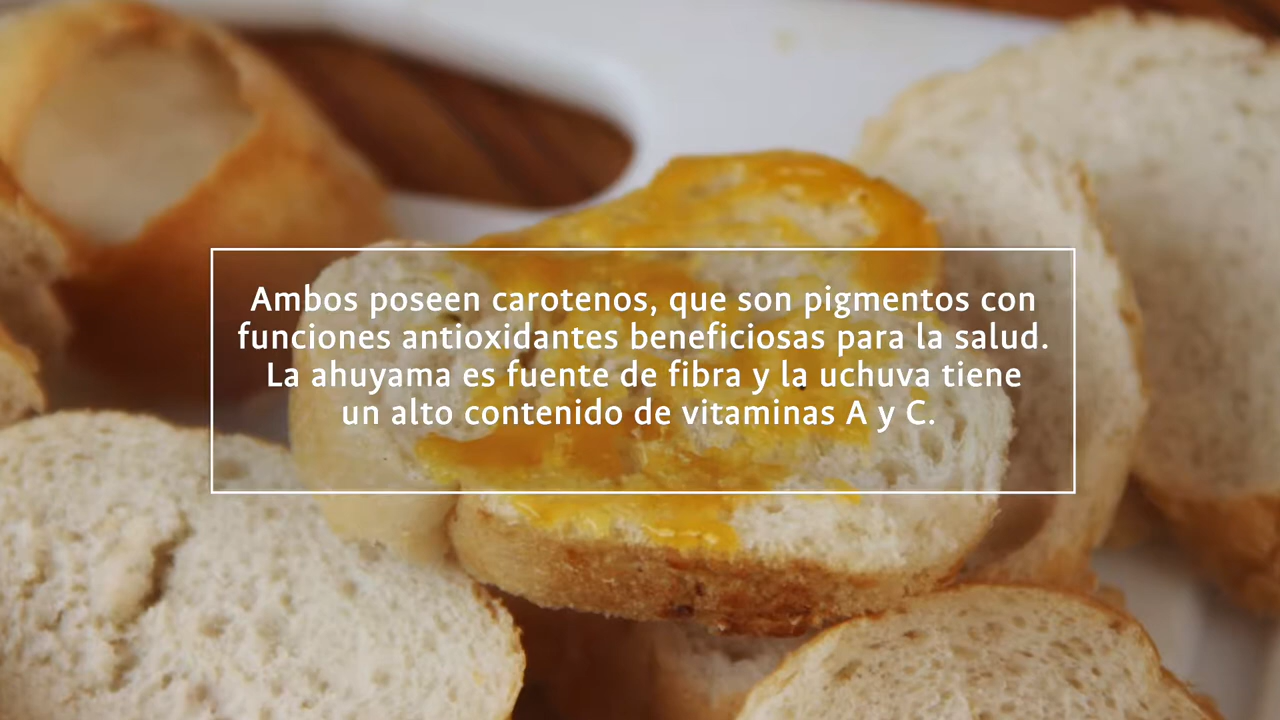 Ambos poseen carotenos, que son pigmentos con
funciones antioxidantes beneficiosas para la salud.
La ahuyama es fuente de fibra y la uchuva tiene
un alto contenido de vitaminas A y C.